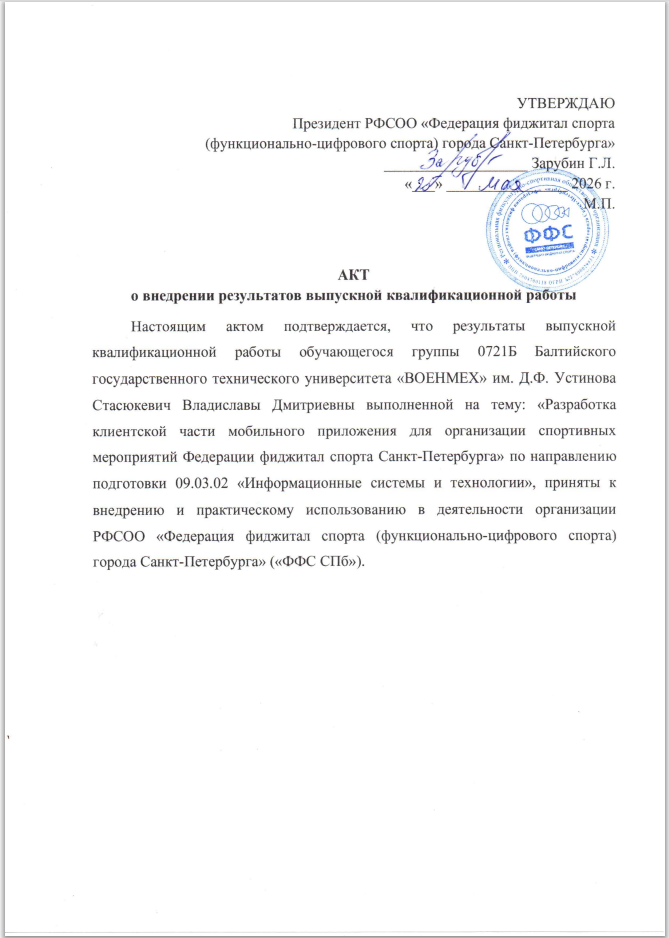 УТВЕРЖДАЮ
Президент РФСОО «Федерация фиджитал спорта
(функционально-цифрового спорта) города Санкт-Петербурга»
Зарубин Г.Л.
« » мая 2026 г.
М.П.
ФФС
АКТ
о внедрении результатов выпускной квалификационной работы
Настоящим актом подтверждается, что результаты выпускной
квалификационной работы обучающегося группы 0721Б Балтийского
государственного технического университета «ВОЕНМЕХ» им. Д.Ф. Устинова
Стасюкевич Владиславы Дмитриевны выполненной на тему: «Разработка
клиентской части мобильного приложения для организации спортивных
мероприятий Федерации фиджитал спорта Санкт-Петербурга» по направлению
подготовки 09.03.02 «Информационные системы и технологии», приняты к
внедрению и практическому использованию в деятельности организации
РФСОО «Федерация фиджитал спорта (функционально-цифрового спорта)
города Санкт-Петербурга» («ФФС СПб»).